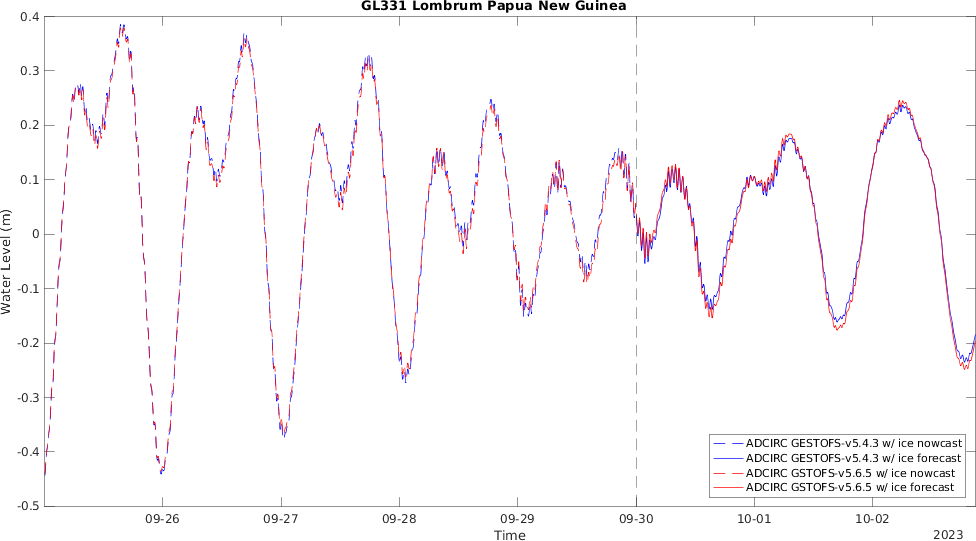 GL331 Lombrum Papua New Guinea
0.4
0.3
0.2
0.1
0
-0.1
-0.2
-0.3
-0.4
-0.5
Water Level (m)
ADCIRC GESTOFS-v5.4.3 w/ ice nowcast
ADCIRC GESTOFS-v5.4.3 w/ ice forecast
ADCIRC GSTOFS-v5.6.5 w/ ice nowcast
ADCIRC GSTOFS-v5.6.5 w/ ice forecast
09-26 09-27 09-28 09-29 09-30 10-01 10-02
Time
2023